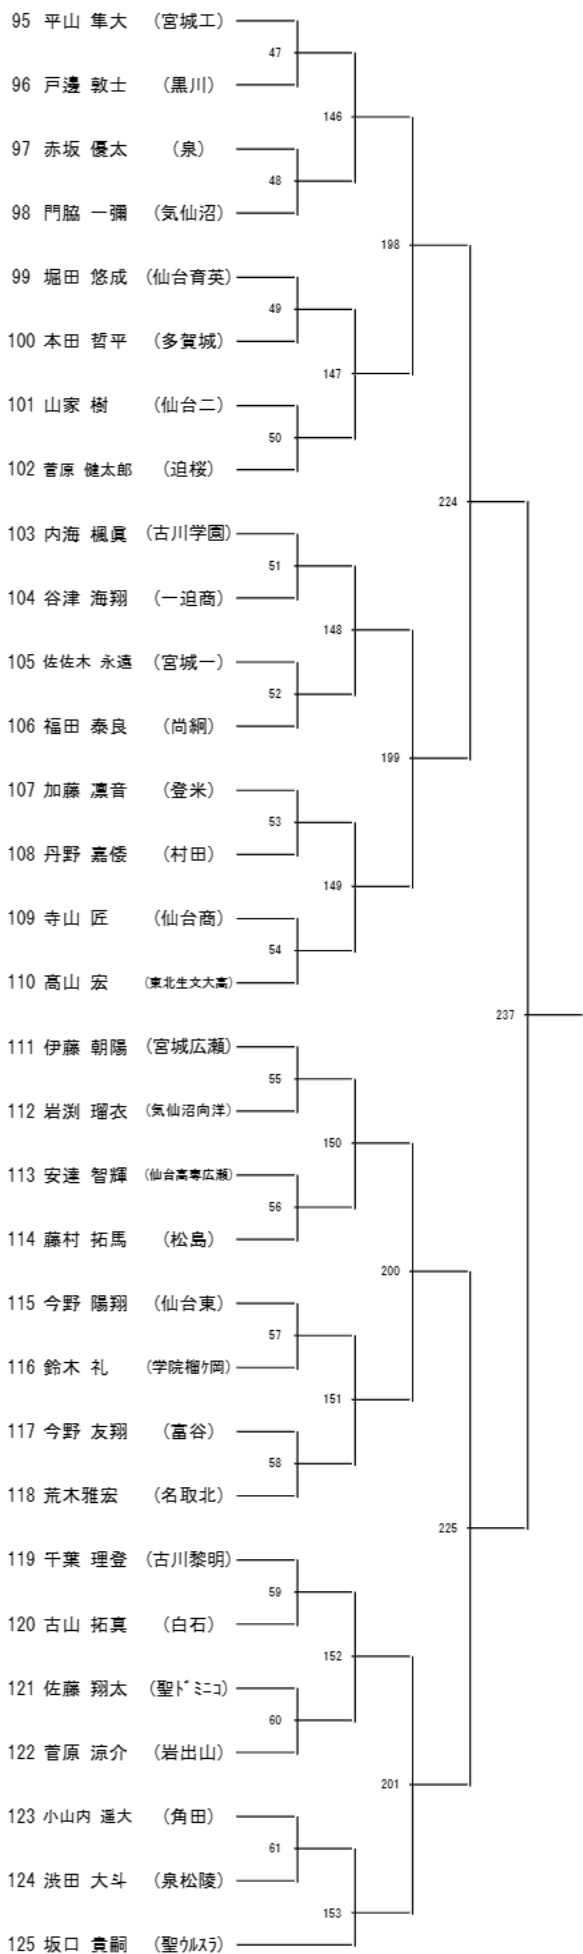 95 平山 隼大 (宮城工)
47
96 戸邊 敦士 (黒川)
146
97 赤坂 優太 (泉)
48
98 門脇 一彌 (気仙沼)
198
99 堀田 悠成 (仙台育英)
49
100 本田 哲平 (多賀城)
147
101 山家 樹 (仙台二)
50
102 菅原 健太郎 (迫桜)
224
103 内海 楓眞 (古川学園)
51
104 谷津 海翔 (一迫商)
148
105 佐佐木 永遠 (宮城一)
52
106 福田 泰良 (尚絅)
199
107 加藤 凛音 (登米)
53
108 丹野 嘉倭 (村田)
149
109 寺山 匠 (仙台商)
54
110 髙山 宏 (東北生文大高)
237
111 伊藤 朝陽 (宮城広瀬)
55
112 岩渕 瑠衣 (気仙沼向洋)
150
113 安達 智輝 (仙台高専広瀬)
56
114 藤村 拓馬 (松島)
200
115 今野 陽翔 (仙台東)
57
116 鈴木 礼 (学院榴ケ岡)
151
117 今野 友翔 (富谷)
58
118 荒木雅宏 (名取北)
225
119 千葉 理登 (古川黎明)
59
120 古山 拓真 (白石)
152
121 佐藤 翔太 (聖ドミニコ)
60
122 菅原 涼介 (岩出山)
201
123 小山内 遥大 (角田)
61
124 渋田 大斗 (泉松陵)
153
125 坂口 貴嗣 (聖ウルスラ)